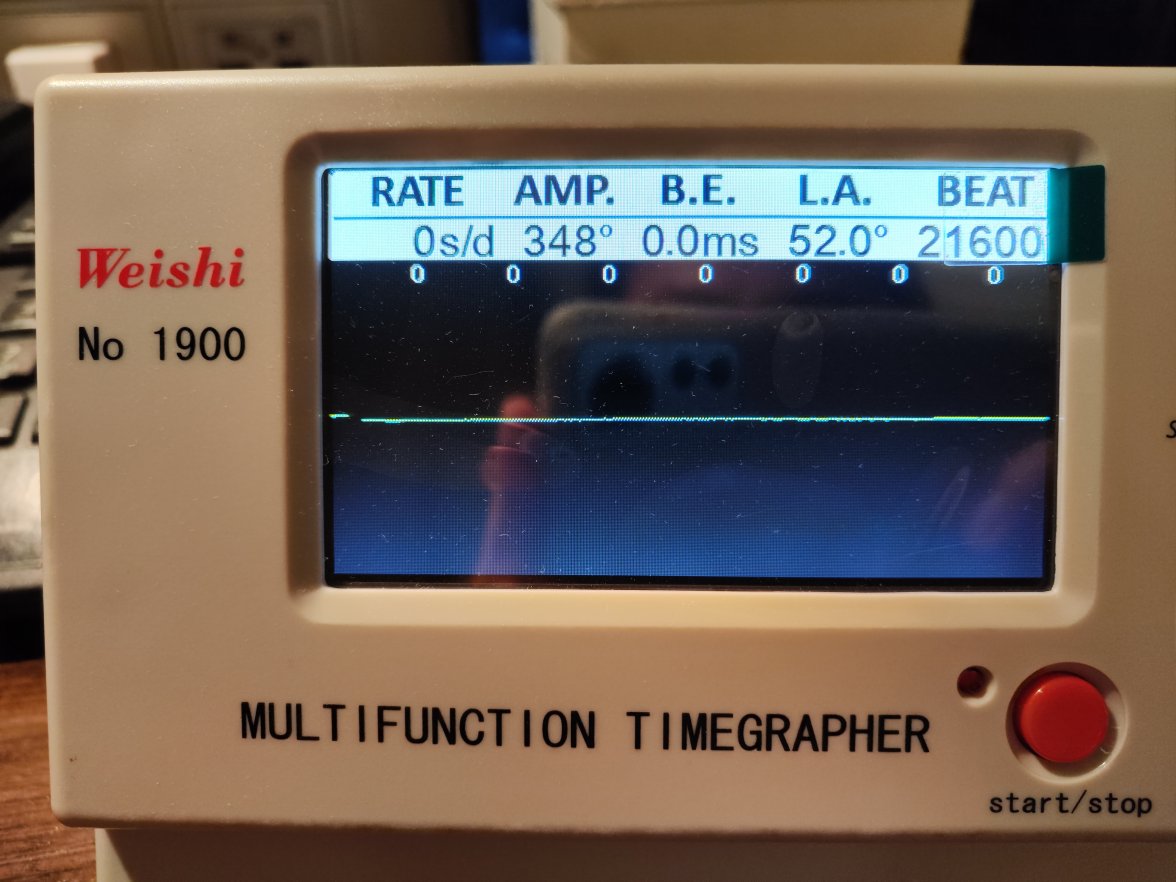 RATE AMP. B.E. L.A. BEAT
0s/d 348° 0.0ms 52.0° 21600
0 0 0 0 0 0 0
Weishi
No 1900
MULTIFUNCTION TIMEGRAPHER
start/stop